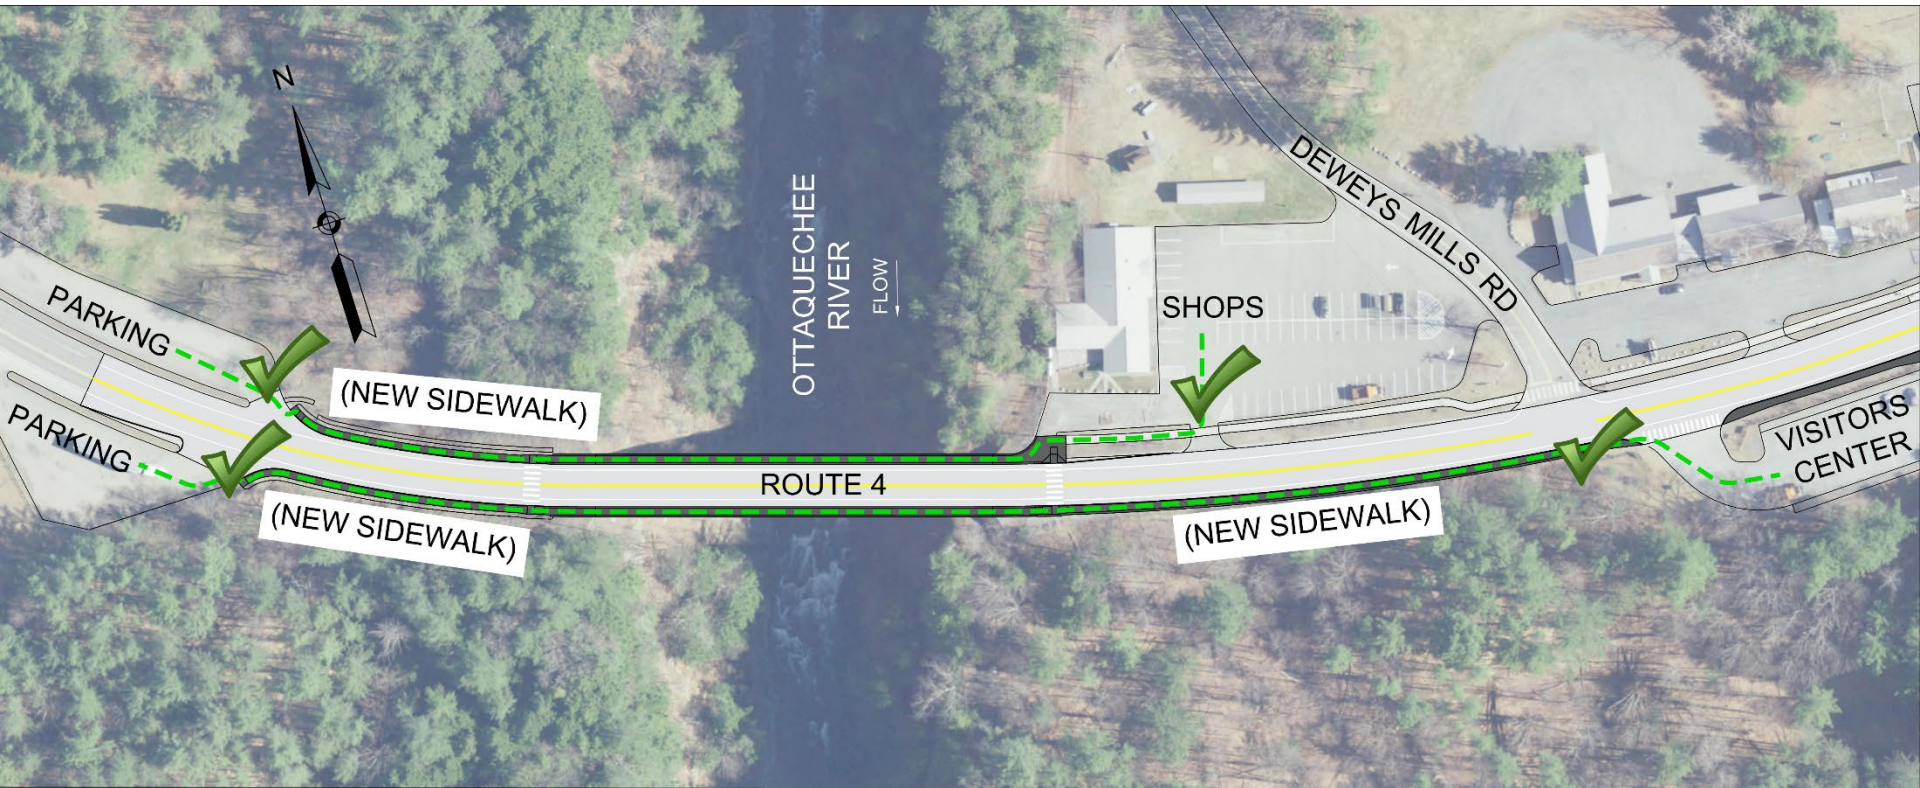 N
PARKING
PARKING
(NEW SIDEWALK)
(NEW SIDEWALK)
OTTAQUECHEE
RIVER
FLOW
ROUTE 4
SHOPS
DEWEYS MILLS RD
(NEW SIDEWALK)
VISITORS
CENTER